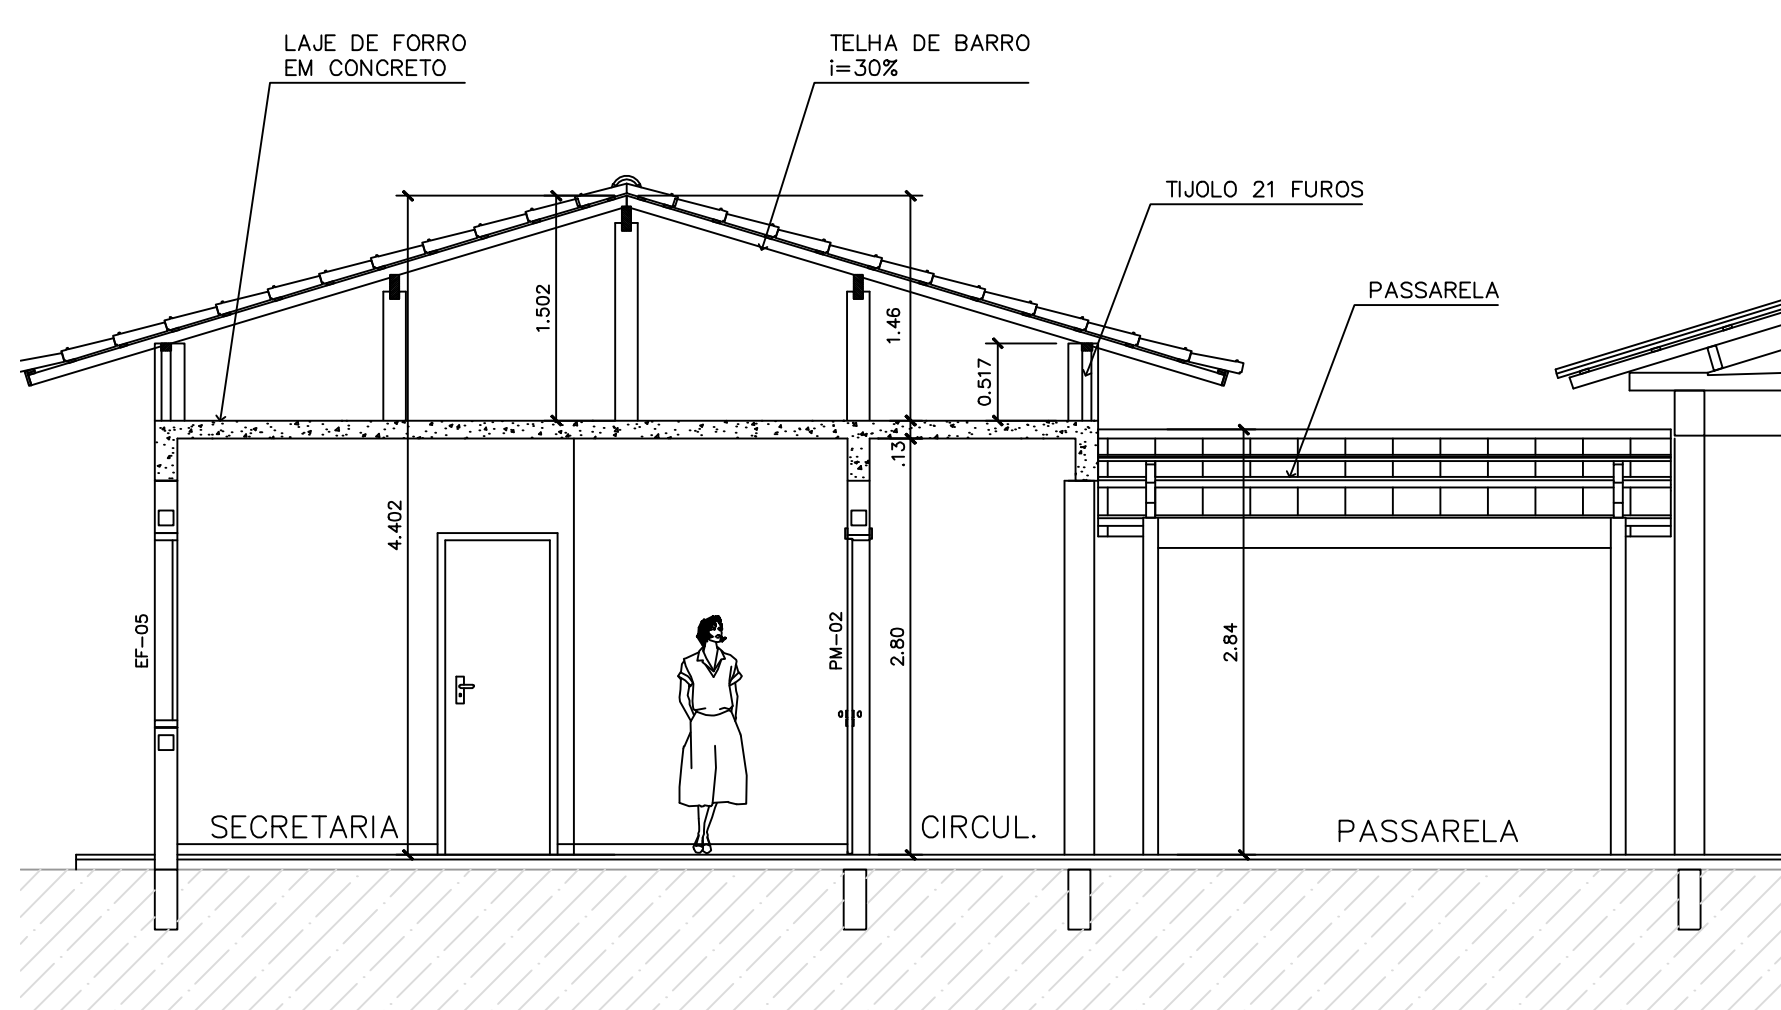 LAJE DE FORRO
EM CONCRETO
TELHA DE BARRO
i=30%
TIJOLO 21 FUROS
PASSARELA
1.502
1.46
0.517
.13
4.402
EF-05
PM-02
2.80
2.84
SECRETARIA
CIRCUL.
PASSARELA